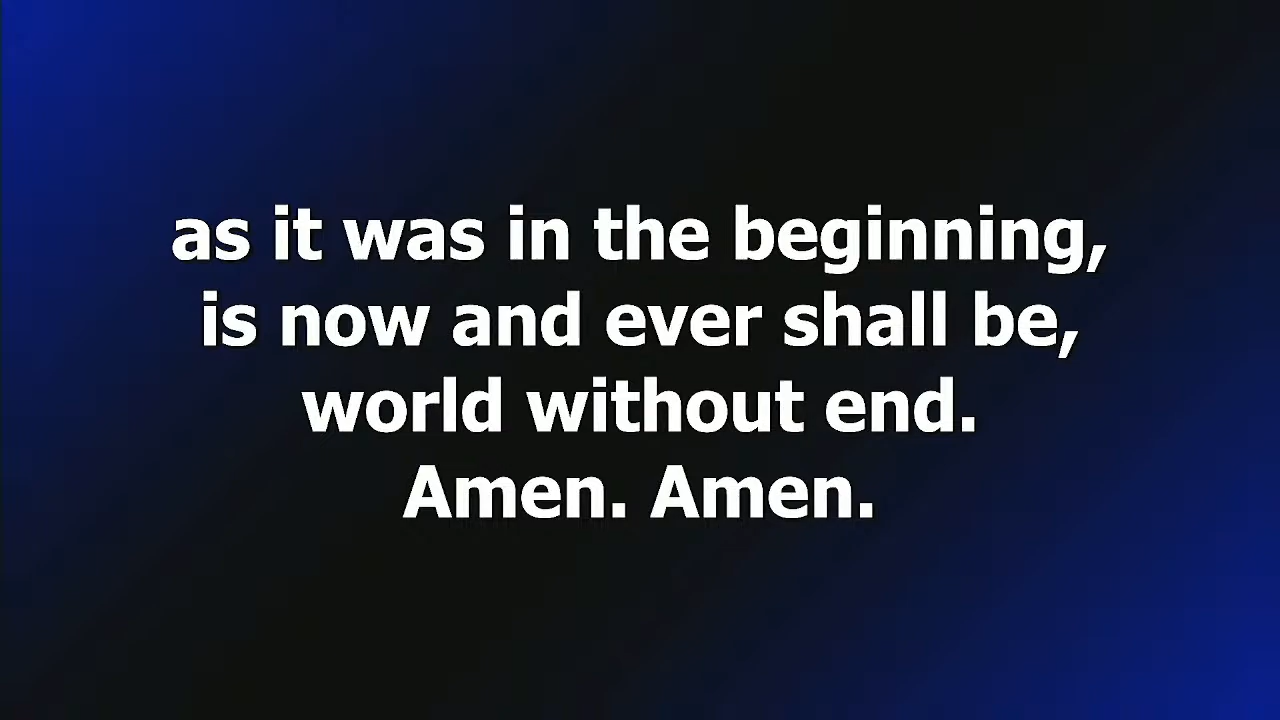 as it was in the beginning,
is now and ever shall be,
world without end.
Amen. Amen.